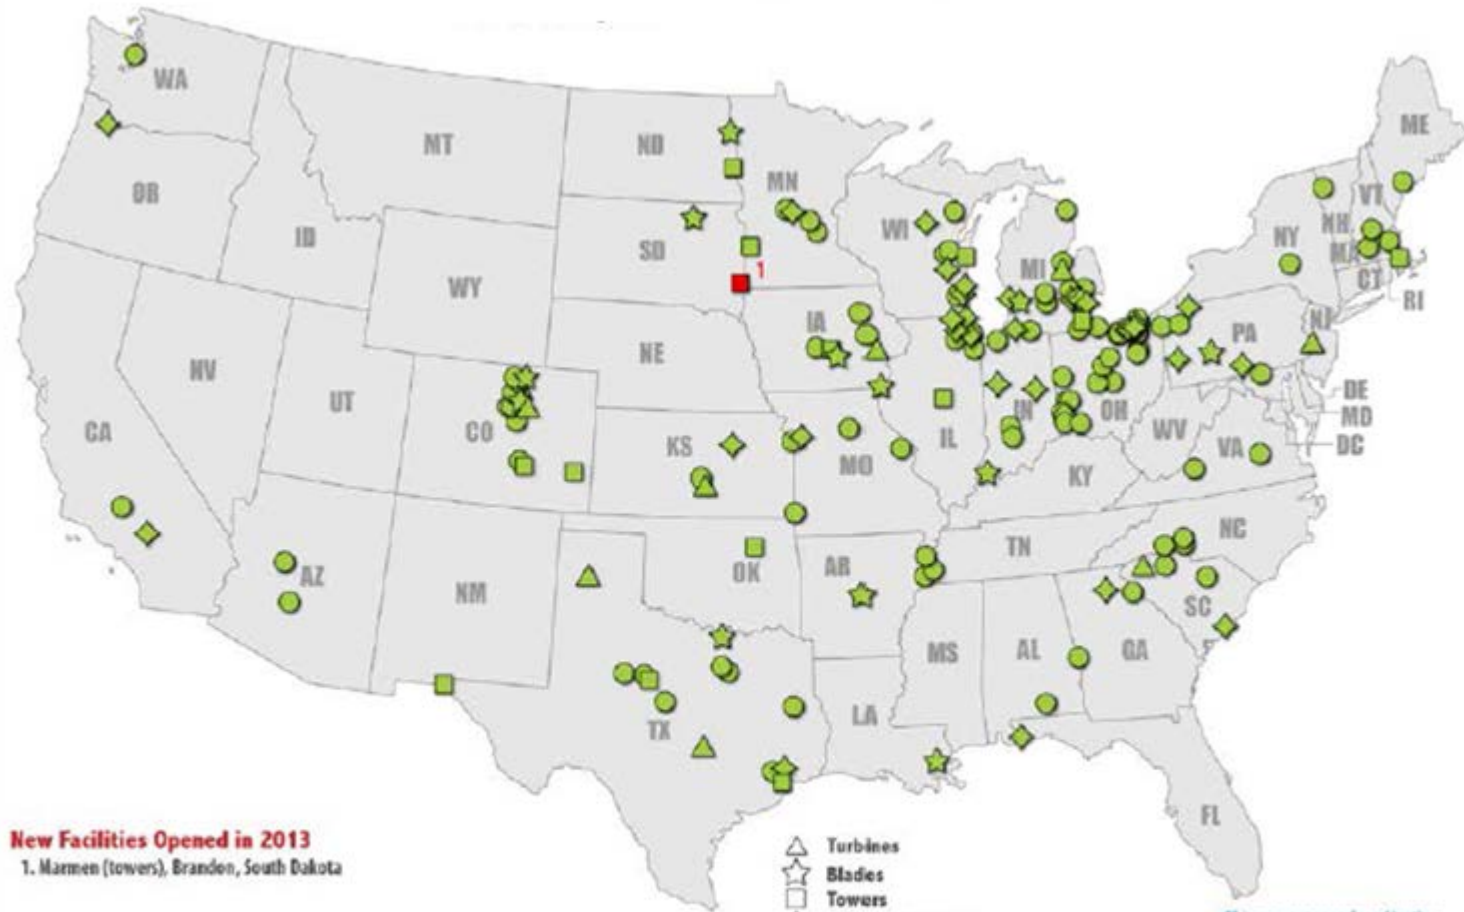 WA
MT
ND
MN
ME
OR
ID
SD
WI
VT
NH
NY
MA
MI
CT
RI
WY
1
IA
PA
NJ
NE
NV
UT
CO
CA
KS
MO
IL
IN
OH
WV
VA
DE
MD
DC
KY
AZ
NM
OK
AR
TN
NC
SC
MS
AL
GA
TX
LA
FL
New Facilities Opened in 2013
1. Marmen (towers), Brandon, South Dakota
Turbines
Blades
Towers